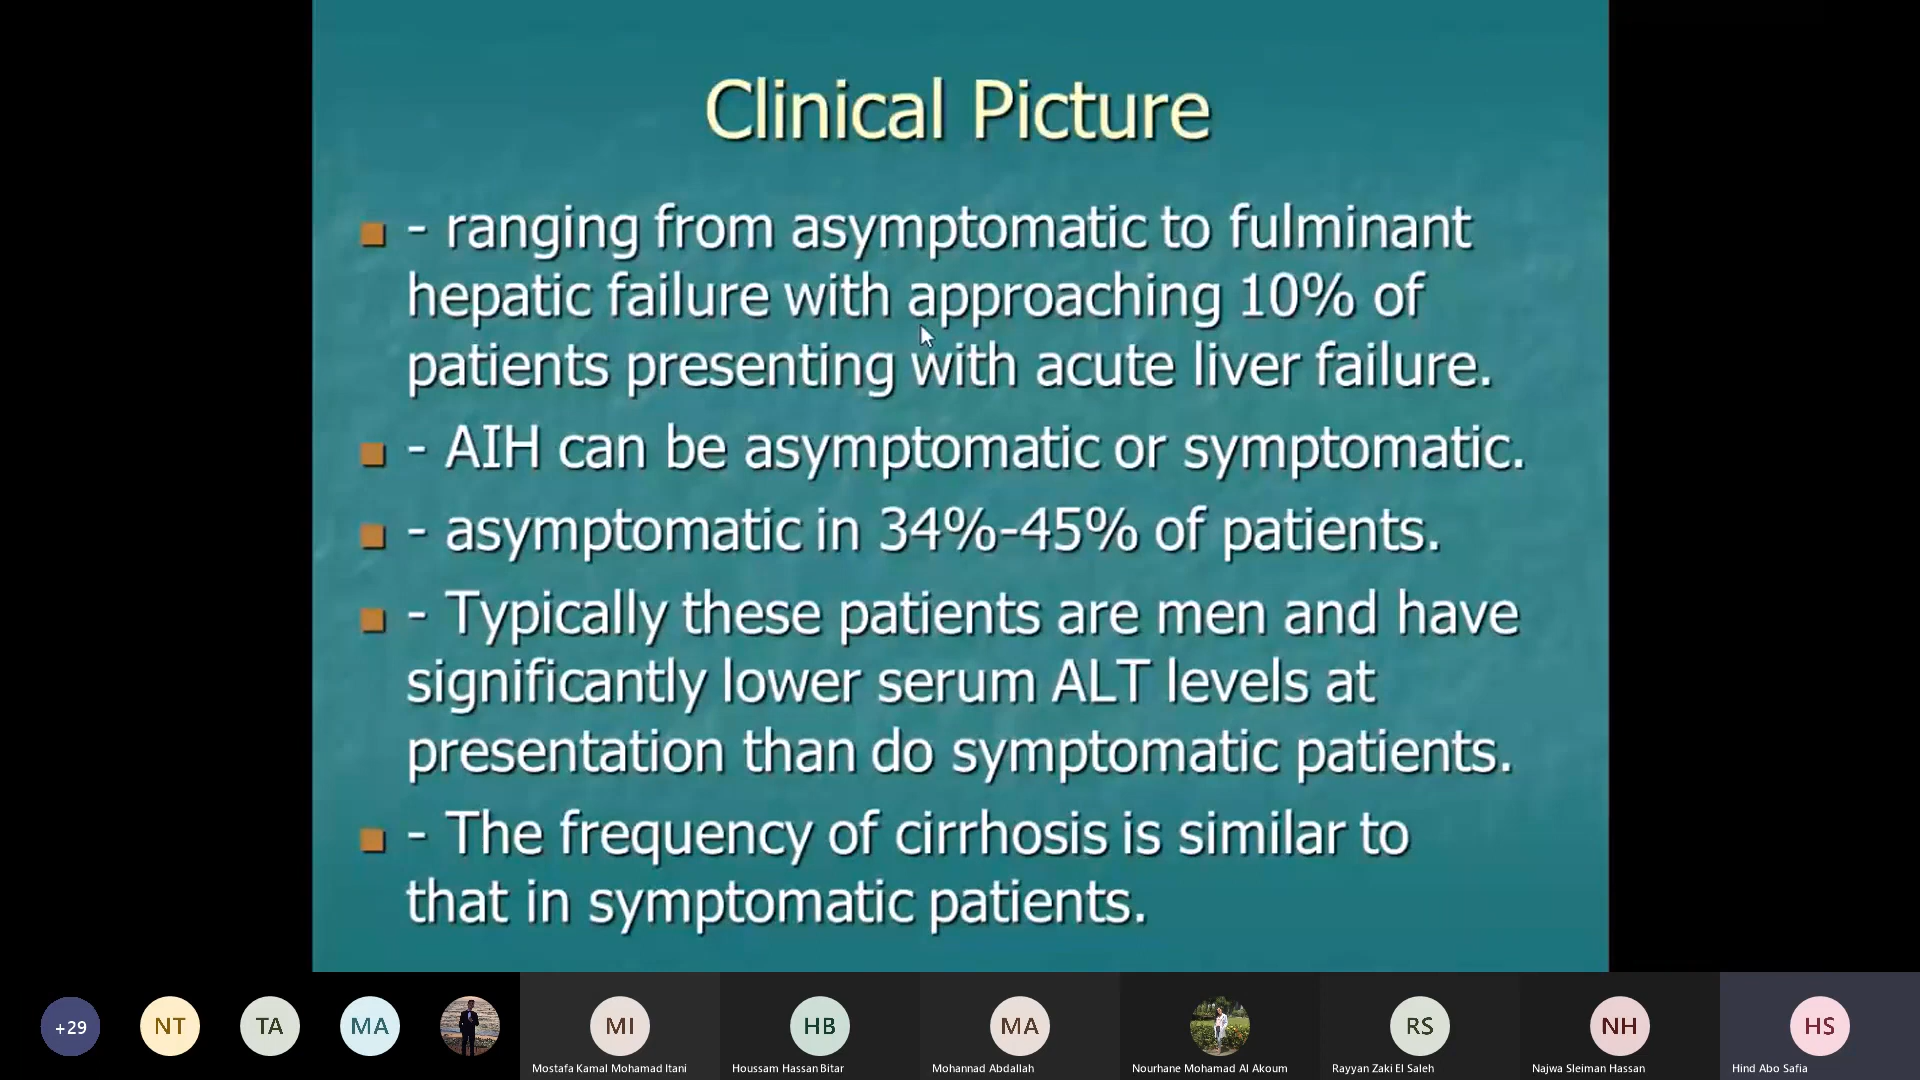 Clinical Picture
- ranging from asymptomatic to fulminant
hepatic failure with approaching 10% of
patients presenting with acute liver failure.
- AIH can be asymptomatic or symptomatic.
- asymptomatic in 34%-45% of patients.
- Typically these patients are men and have
significantly lower serum ALT levels at
presentation than do symptomatic patients.
- The frequency of cirrhosis is similar to
that in symptomatic patients.
+29
NT
TA
MA
MI
HB
MA
RS
NH
HS
Mostafa Kamal Mohamad Itani
Houssam Hassan Bitar
Mohannad Abdallah
Nourhane Mohamad Al Akoum
Rayyan Zaki El Saleh
Najwa Sleiman Hassan
Hind Abo Safia